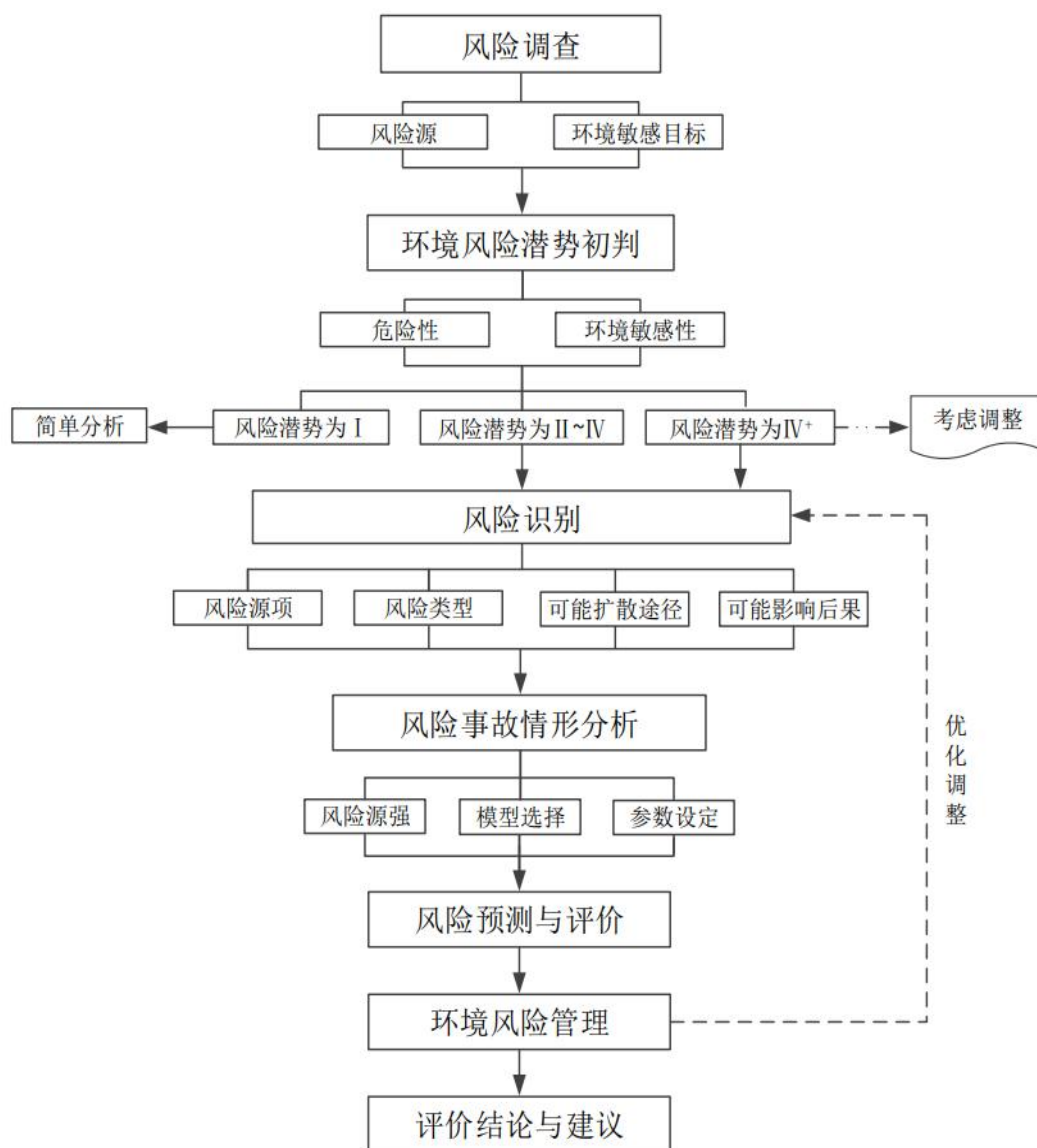 风险调查
风险源
环境敏感目标
环境风险潜势初判
危险性
环境敏感性
简单分析
风险潜势为Ⅰ
风险潜势为Ⅱ~Ⅳ
风险潜势为Ⅳ⁺
考虑调整
风险识别
风险源项
风险类型
可能扩散途径
可能影响后果
风险事故情形分析
优化调整
风险源强
模型选择
参数设定
风险预测与评价
环境风险管理
评价结论与建议